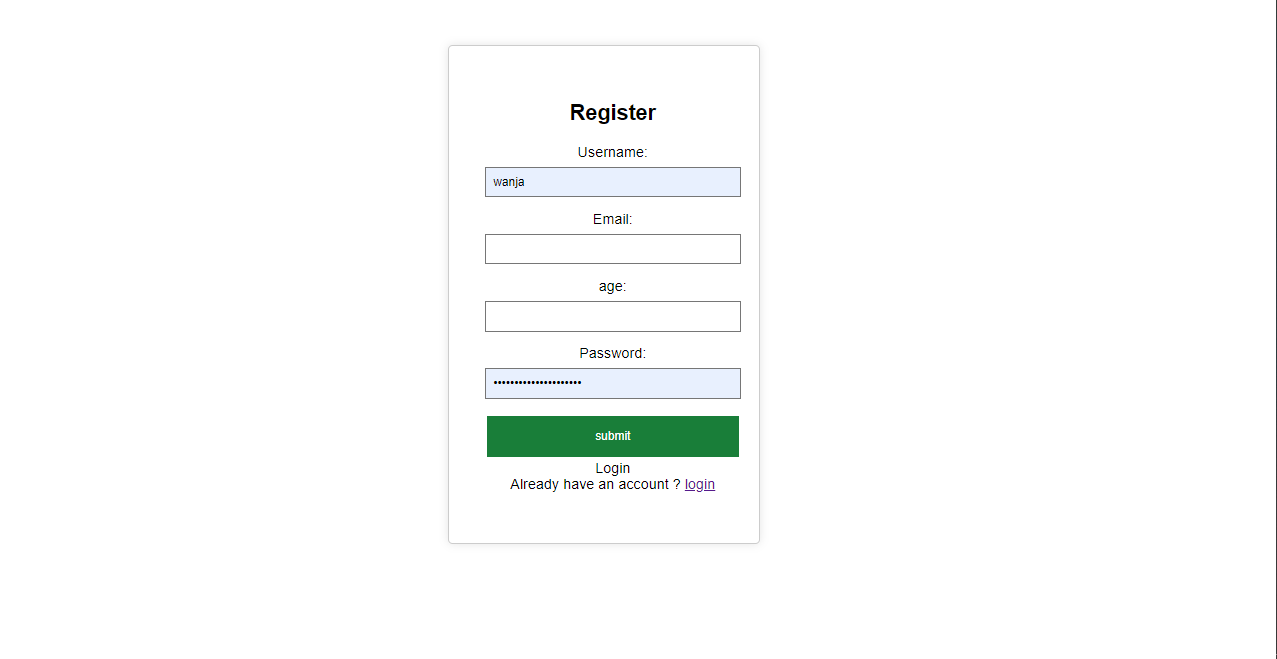 Register
Username:
wanja
Email:
age:
Password:
•••••••••••••••••••••
submit
Login
Already have an account ? login